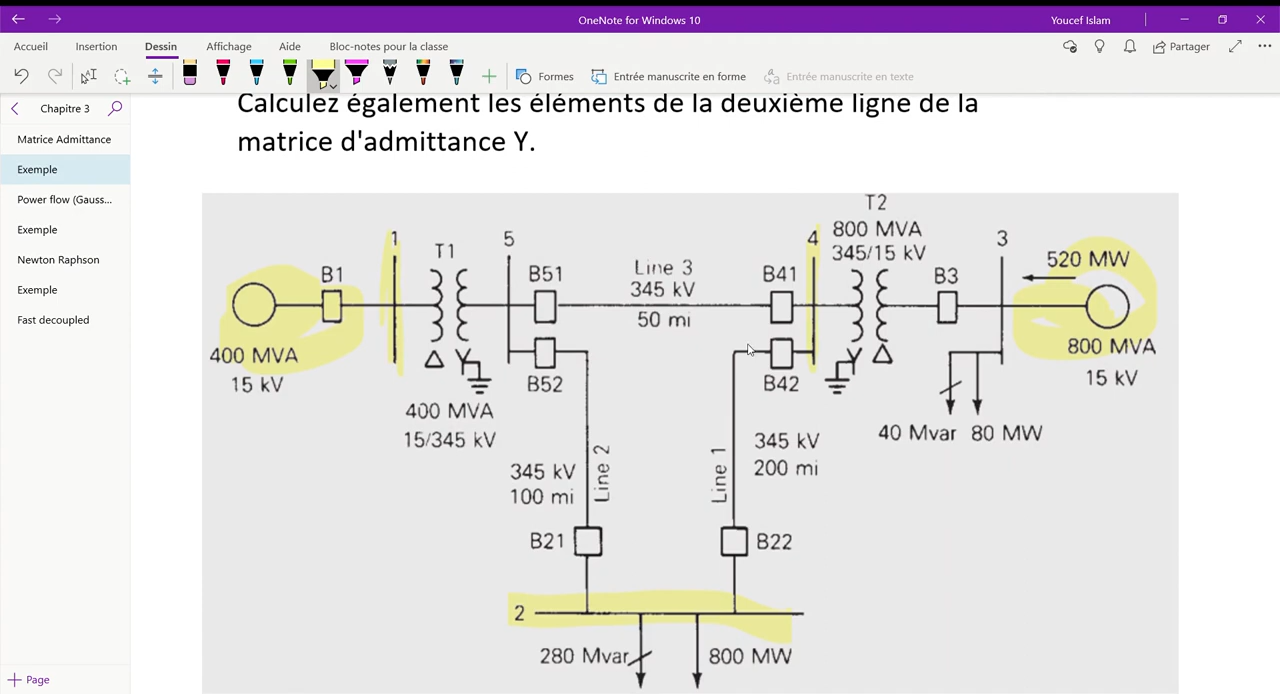 OneNote for Windows 10
Youcef Islam
Accueil
Insertion
Dessin
Affichage
Aide
Bloc-notes pour la classe
Partager
Formes
Entrée manuscrite en forme
Entrée manuscrite en texte
Chapitre 3
Matrice Admittance
Exemple
Power flow (Gauss...
Exemple
Newton Raphson
Exemple
Fast decoupled
Page
Calculez également les éléments de la deuxième ligne de la
matrice d'admittance Y.
B1
400 MVA
15 kV
1
T1
400 MVA
15/345 kV
5
B51
B52
Line 3
345 kV
50 mi
B41
B42
4
T2
800 MVA
345/15 kV
B3
3
520 MW
800 MVA
15 kV
40 Mvar
80 MW
345 kV
100 mi
Line 2
Line 1
345 kV
200 mi
B21
B22
2
280 Mvar
800 MW